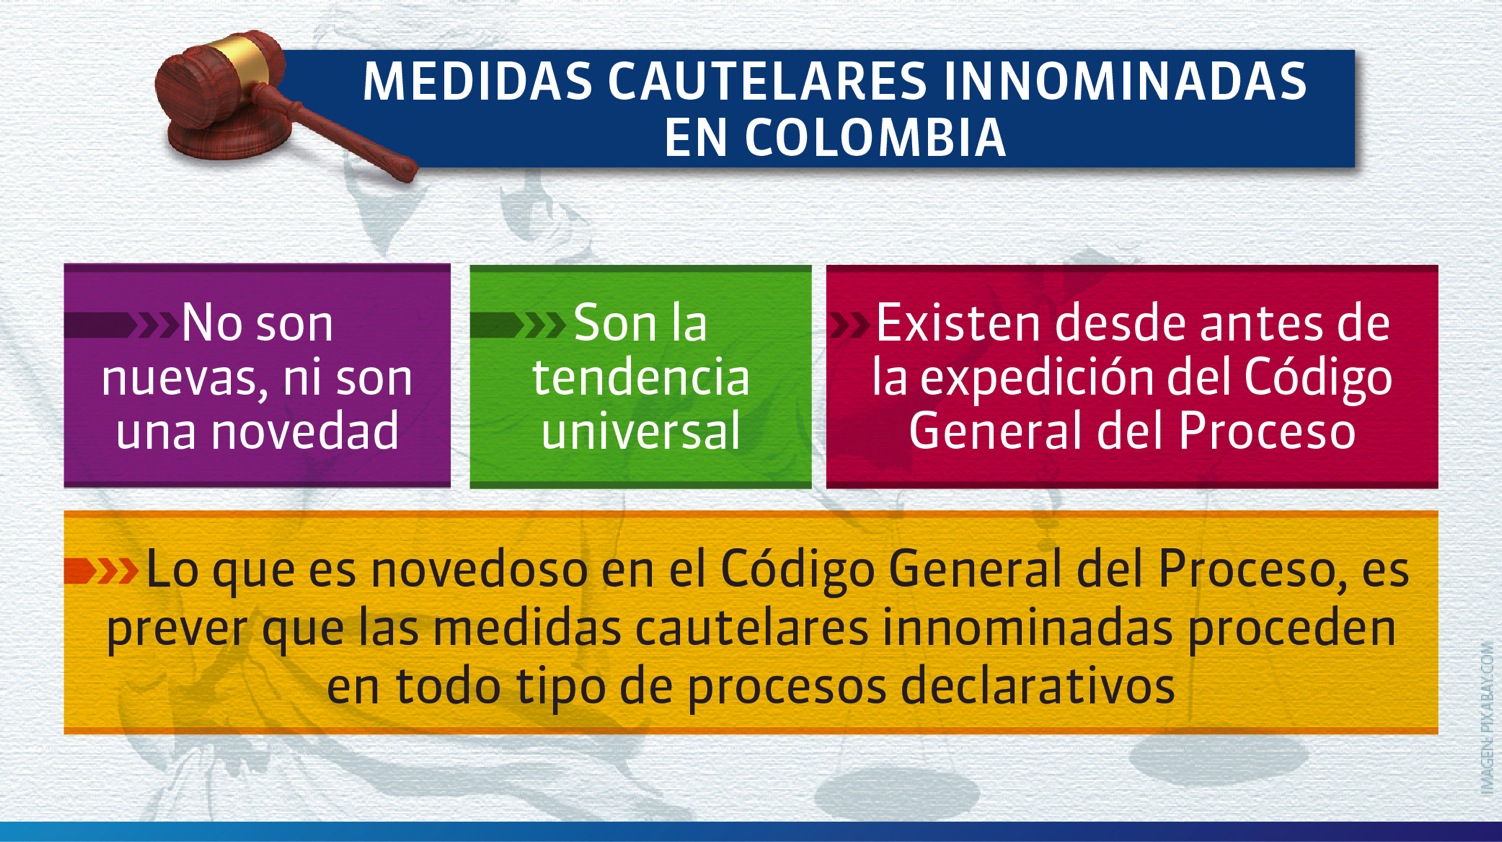 MEDIDAS CAUTELARES INNOMINADAS
EN COLOMBIA
No son
nuevas, ni son
una novedad
Son la
tendencia
universal
Existen desde antes de
la expedición del Código
General del Proceso
Lo que es novedoso en el Código General del Proceso, es
prever que las medidas cautelares innominadas proceden
en todo tipo de procesos declarativos
IMAGEN: PIXABAY.COM